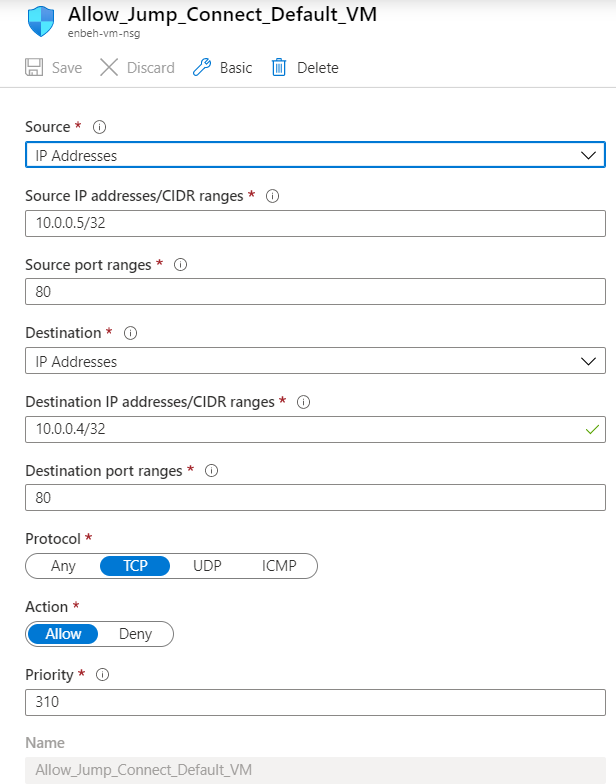 Allow_Jump_Connect_Default_VM
enbeh-vm-nsg
Save Discard Basic Delete
Source *
IP Addresses
Source IP addresses/CIDR ranges *
10.0.0.5/32
Source port ranges *
80
Destination *
IP Addresses
Destination IP addresses/CIDR ranges *
10.0.0.4/32
Destination port ranges *
80
Protocol *
Any TCP UDP ICMP
Action *
Allow Deny
Priority *
310
Name
Allow_Jump_Connect_Default_VM